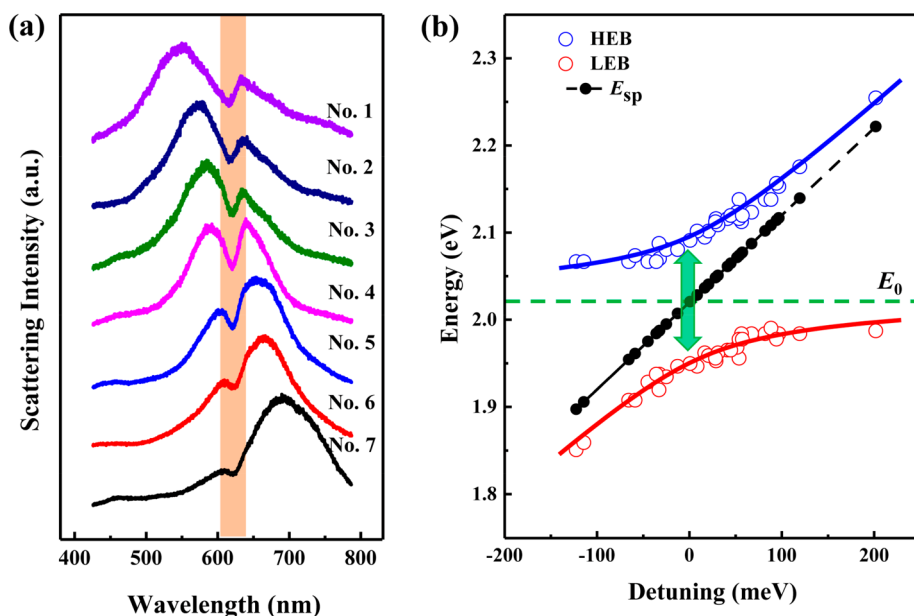 (a)
Scattering Intensity (a.u.)
No. 1
No. 2
No. 3
No. 4
No. 5
No. 6
No. 7
400 500 600 700 800
Wavelength (nm)
(b)
HEB
LEB
Esp
E0
Energy (eV)
2.3
2.2
2.1
2.0
1.9
1.8
-200 -100 0 100 200
Detuning (meV)